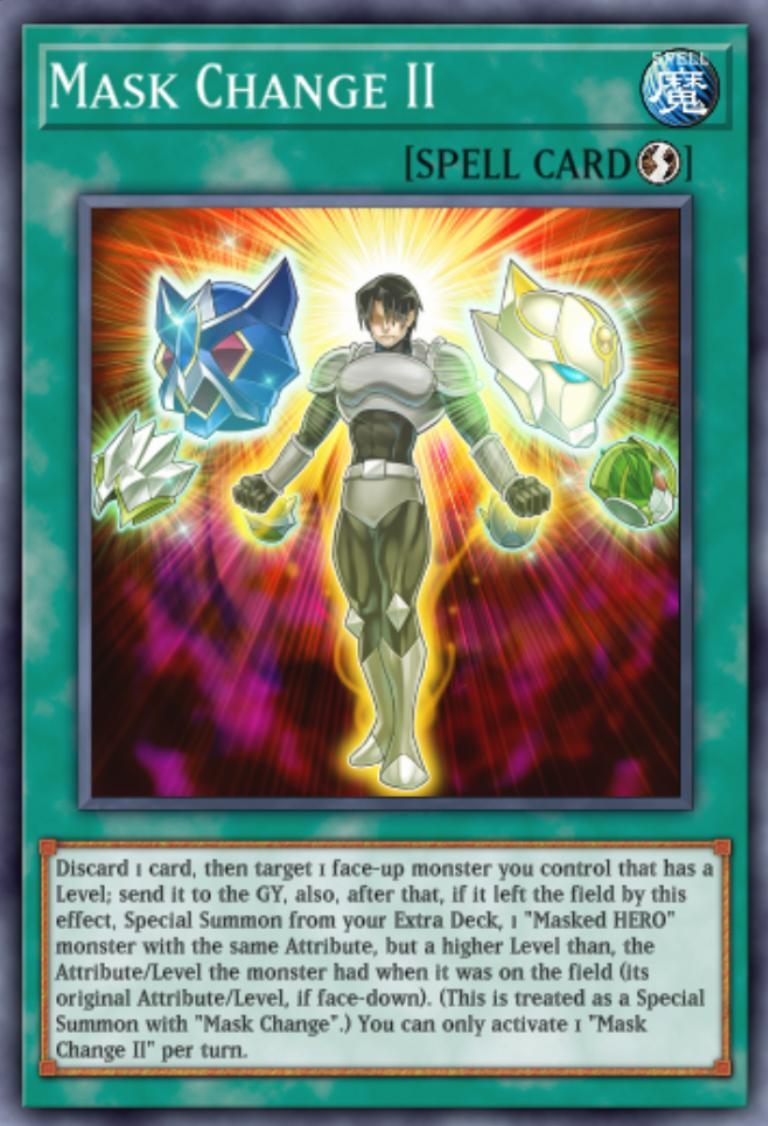 MASK CHANGE II
SPELL
魔
[SPELL CARD]
Discard 1 card, then target 1 face-up monster you control that has a
Level; send it to the GY, also, after that, if it left the field by this
effect, Special Summon from your Extra Deck, 1 "Masked HERO"
monster with the same Attribute, but a higher Level than, the
Attribute/Level the monster had when it was on the field (its
original Attribute/Level, if face-down). (This is treated as a Special
Summon with "Mask Change".) You can only activate 1 "Mask
Change II" per turn.